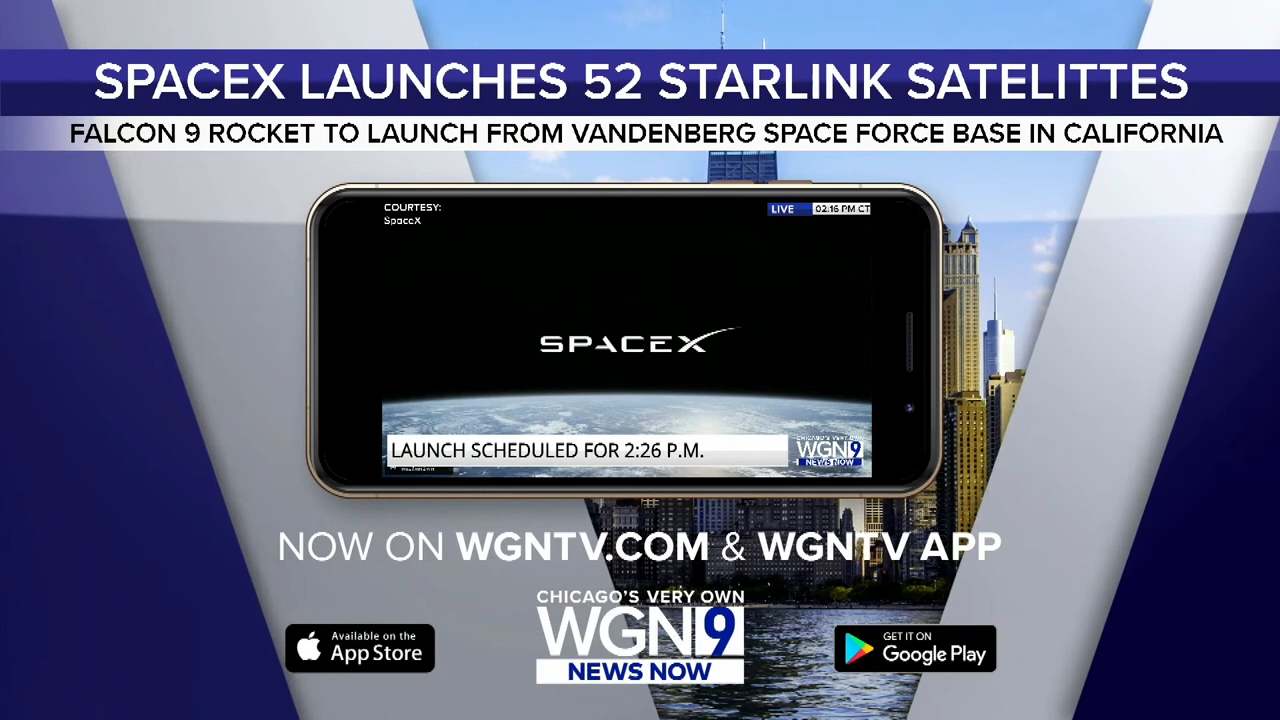 SPACEX LAUNCHES 52 STARLINK SATELITTES
FALCON 9 ROCKET TO LAUNCH FROM VANDENBERG SPACE FORCE BASE IN CALIFORNIA
COURTESY:
SpaceX
LIVE 02:16 PM CT
SPACEX
LAUNCH SCHEDULED FOR 2:26 P.M.
CHICAGO'S VERY OWN
WGN9
NEWS NOW
NOW ON WGNTV.COM & WGNTV APP
CHICAGO'S VERY OWN
WGN9
NEWS NOW
Available on the
App Store
GET IT ON
Google Play